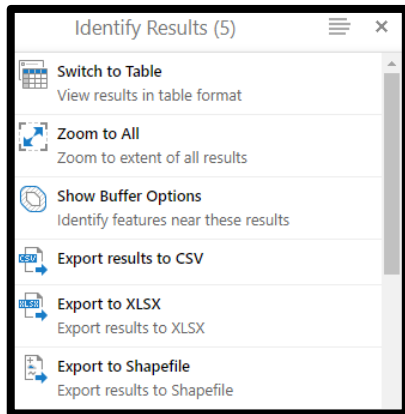 Identify Results (5)
Switch to Table
View results in table format
Zoom to All
Zoom to extent of all results
Show Buffer Options
Identify features near these results
CSV
Export results to CSV
XLSX
Export to XLSX
Export results to XLSX
Export to Shapefile
Export results to Shapefile